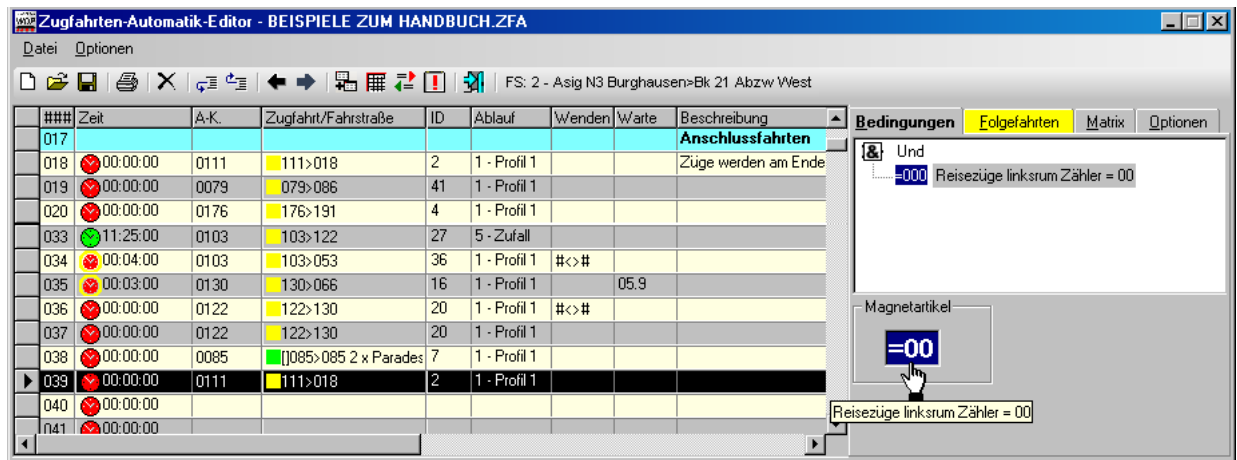 Zugfahrten-Automatik-Editor - BEISPIELE ZUM HANDBUCH.ZFA
Datei Optionen
FS: 2 - Asig N3 Burghausen>Bk 21 Abzw West
### Zeit A-K. Zugfahrt/Fahrstraße ID Ablauf Wenden Warte Beschreibung
017 Anschlussfahrten
018 00:00:00 0111 111>018 2 1 - Profil 1 Züge werden am Ende
019 00:00:00 0079 079>086 41 1 - Profil 1
020 00:00:00 0176 176>191 4 1 - Profil 1
033 11:25:00 0103 103>122 27 5 - Zufall
034 00:04:00 0103 103>053 36 1 - Profil 1 #<>#
035 00:03:00 0130 130>066 16 1 - Profil 1 05.9
036 00:00:00 0122 122>130 20 1 - Profil 1 #<>#
037 00:00:00 0122 122>130 20 1 - Profil 1
038 00:00:00 0085 []085>085 2 x Parades 7 1 - Profil 1
039 00:00:00 0111 111>018 2 1 - Profil 1
040 00:00:00
041 00:00:00
Bedingungen Folgefahrten Matrix Optionen
{&} Und
=000 Reisezüge linksrum Zähler = 00
Magnetartikel
=00
Reisezüge linksrum Zähler = 00